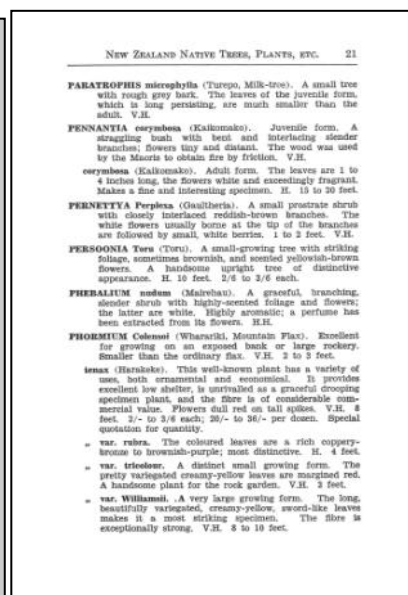 NEW ZEALAND NATIVE TREES, PLANTS, ETC. 21
PARATROPHIS microphylla (Turepo, Milk-tree). A small tree
with rough grey bark. The leaves of the juvenile form,
which is long persisting, are much smaller than the
adult. V.H.
PENNANTIA corymbosa (Kaikomako). Juvenile form. A
straggling bush with bent and interlacing slender
branches; flowers tiny and distant. The wood was used
by the Maoris to obtain fire by friction. V.H.
corymbosa (Kaikomako). Adult form. The leaves are 1 to
4 inches long, the flowers white and exceedingly fragrant.
Makes a fine and interesting specimen. H. 15 to 20 feet.
PERNETTYA Perplexa (Gaultheria). A small prostrate shrub
with closely interlaced reddish-brown branches. The
white flowers usually borne at the tip of the branches
are followed by small, white berries. 1 to 2 feet. V.H.
PERSOONIA Toru (Toru). A small-growing tree with striking
foliage, sometimes brownish, and scented yellowish-brown
flowers. A handsome upright tree of distinctive
appearance. H. 10 feet. 2/6 to 3/6 each.
PHEBALIUM nudum (Mairehau). A graceful, branching,
slender shrub with highly-scented foliage and flowers;
the latter are white. Highly aromatic; a perfume has
been extracted from its flowers. H.H.
PHORMIUM Colensoi (Wharariki, Mountain Flax). Excellent
for growing on an exposed bank or large rockery.
Smaller than the ordinary flax. V.H. 2 to 3 feet.
tenax (Harakeke). This well-known plant has a variety of
uses, both ornamental and economical. It provides
excellent low shelter, is unrivalled as a graceful drooping
specimen plant, and the fibre is of considerable com-
mercial value. Flowers dull red on tall spikes. V.H. 8
feet. 2/- to 3/6 each; 20/- to 36/- per dozen. Special
quotation for quantity.
„ var. rubra. The coloured leaves are a rich coppery-
bronze to brownish-purple; most distinctive. H. 4 feet.
„ var. tricolour. A distinct small growing form. The
pretty variegated creamy-yellow leaves are margined red.
A handsome plant for the rock garden. V.H. 3 feet.
„ var. Williamsii. .A very large growing form. The long,
beautifully variegated, creamy-yellow, sword-like leaves
makes it a most striking specimen. The fibre is
exceptionally strong. V.H. 8 to 10 feet.